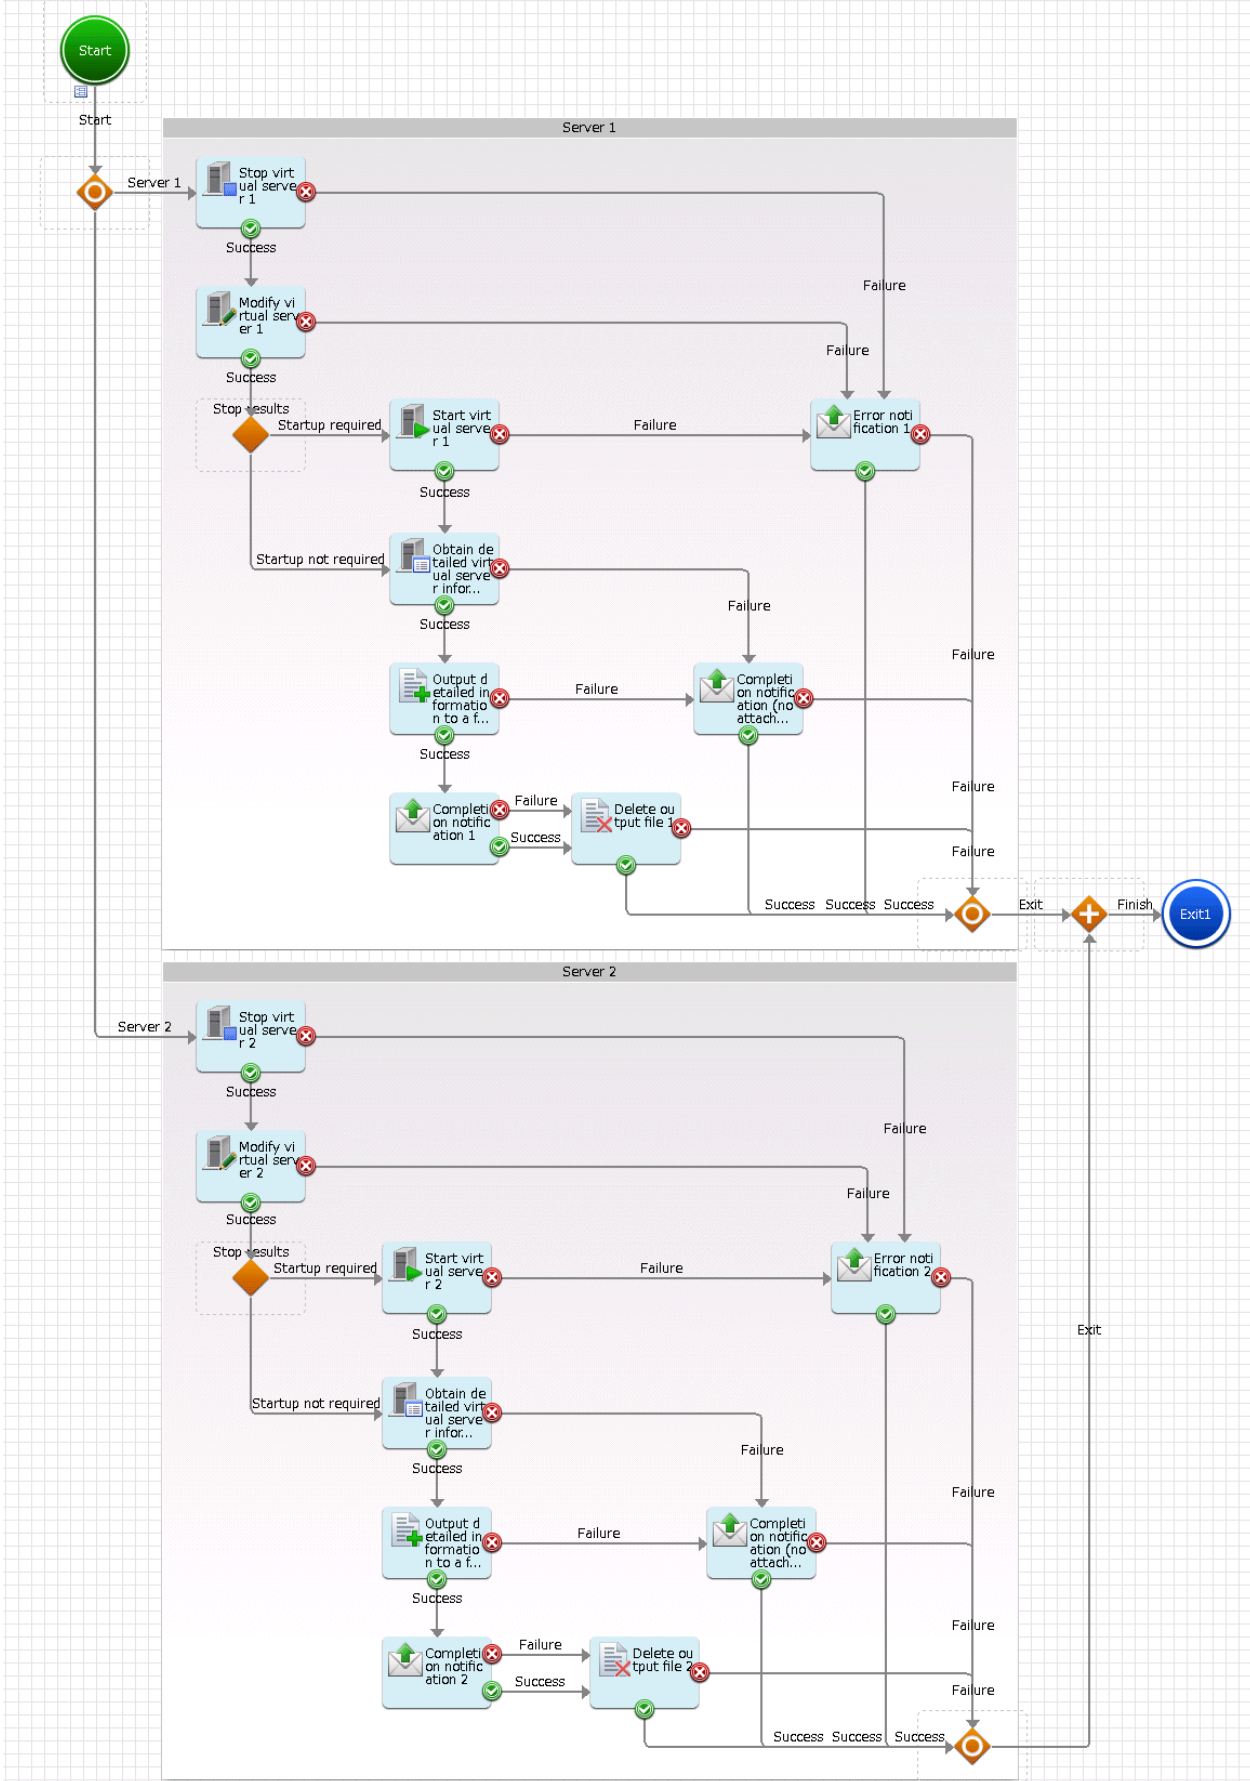 Start
Start
Server 1
Server 1
Stop virt
ual serve
r 1
Success
Failure
Modify vi
rtual serv
er 1
Failure
Success
Stop results
Startup required
Start virt
ual serve
r 1
Failure
Error noti
fication 1
Success
Startup not required
Obtain de
tailed virt
ual serve
r infor...
Failure
Success
Failure
Output d
etailed in
formatio
n to a f...
Failure
Completi
on notific
ation (no
attach...
Success
Failure
Completi
on notific
ation 1
Failure
Success
Delete ou
tput file 1
Failure
Success
Success
Success
Exit
Finish
Exit1
Server 2
Server 2
Stop virt
ual serve
r 2
Success
Failure
Modify vi
rtual serv
er 2
Failure
Success
Stop results
Startup required
Start virt
ual serve
r 2
Failure
Error noti
fication 2
Success
Exit
Startup not required
Obtain de
tailed virt
ual serve
r infor...
Failure
Success
Failure
Output d
etailed in
formatio
n to a f...
Failure
Completi
on notific
ation (no
attach...
Success
Failure
Completi
on notific
ation 2
Failure
Success
Delete ou
tput file 2
Failure
Success
Success
Success